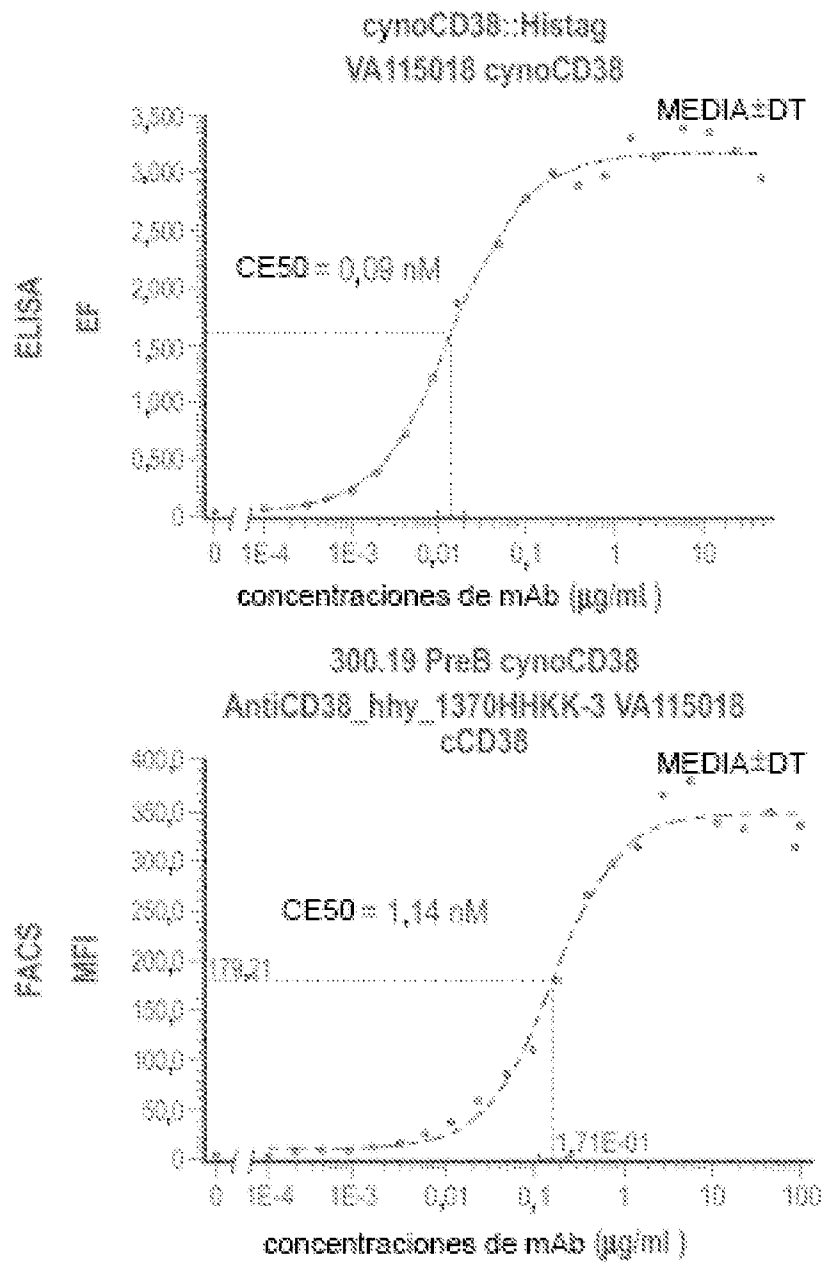 cynoCD38::Histag
VA115018 cynoCD38
MEDIA±DT
3,500
3,000
2,500
2,000
1,500
1,000
0,500
0
ELISA
EF
CE50 = 0,09 nM
0 1E-4 1E-3 0,01 0,1 1 10
concentraciones de mAb (µg/ml )
300.19 PreB cynoCD38
AntiCD38_hhy_1370HHKK-3 VA115018
cCD38
MEDIA±DT
400,0
350,0
300,0
250,0
200,0
150,0
100,0
50,0
0
FACS
MFI
CE50 = 1,14 nM
179,21
1,71E-01
0 1E-4 1E-3 0,01 0,1 1 10 100
concentraciones de mAb (µg/ml )